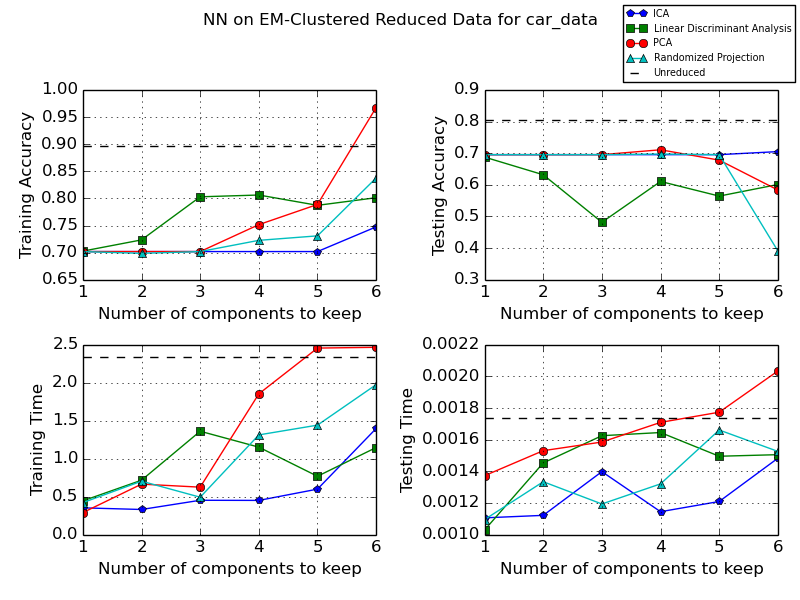 NN on EM-Clustered Reduced Data for car_data
ICA
Linear Discriminant Analysis
PCA
Randomized Projection
Unreduced
Training Accuracy
1.00
0.95
0.90
0.85
0.80
0.75
0.70
0.65
1 2 3 4 5 6
Number of components to keep
Testing Accuracy
0.9
0.8
0.7
0.6
0.5
0.4
0.3
1 2 3 4 5 6
Number of components to keep
Training Time
2.5
2.0
1.5
1.0
0.5
0.0
1 2 3 4 5 6
Number of components to keep
Testing Time
0.0022
0.0020
0.0018
0.0016
0.0014
0.0012
0.0010
1 2 3 4 5 6
Number of components to keep